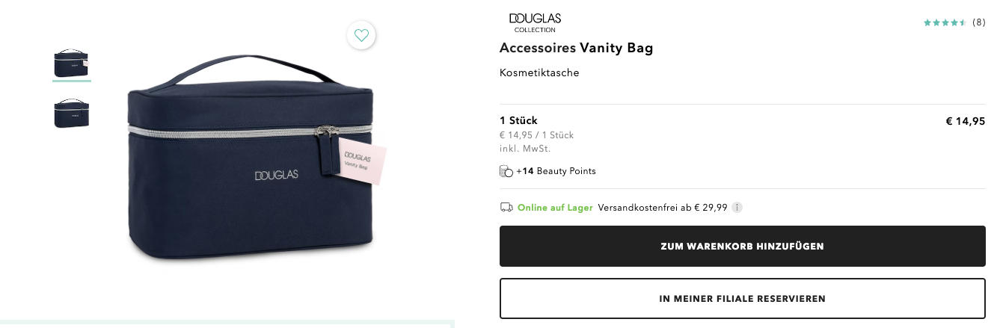 DOUGLAS
Vanity Bag
DOUGLAS
DOUGLAS
COLLECTION
(8)
Accessoires Vanity Bag
Kosmetiktasche
1 Stück
€ 14,95
€ 14,95 / 1 Stück
inkl. MwSt.
+14 Beauty Points
Online auf Lager Versandkostenfrei ab € 29,99 i
ZUM WARENKORB HINZUFÜGEN
IN MEINER FILIALE RESERVIEREN